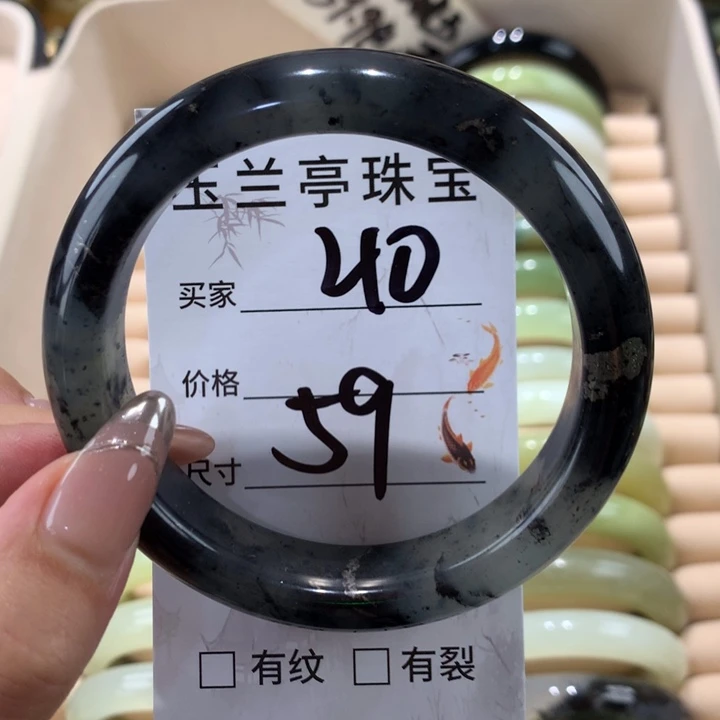 玉兰亭珠宝
买家 40
价格
尺寸 59
有纹 有裂